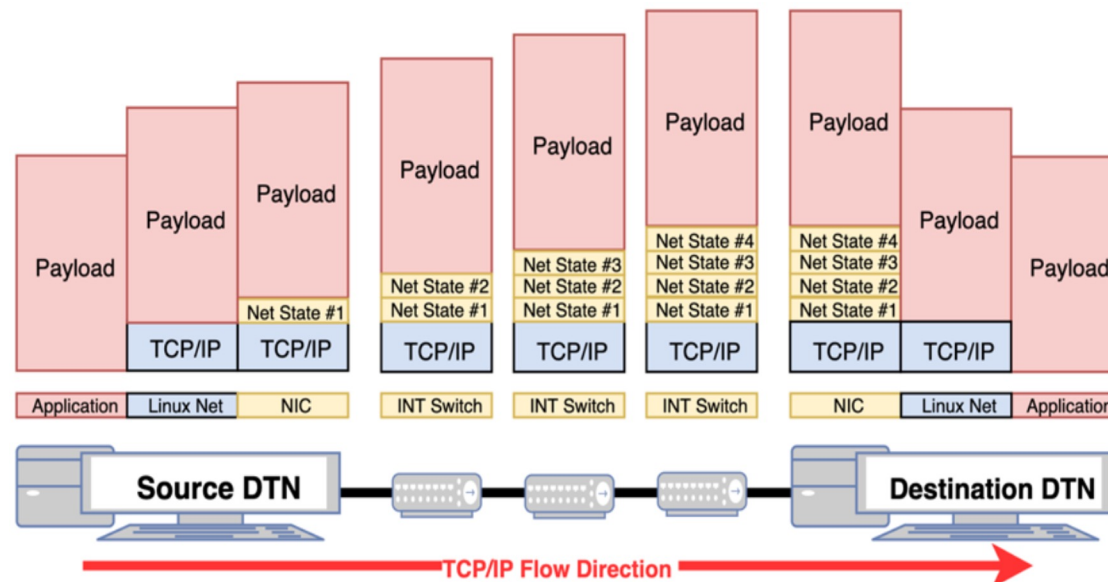 Payload
Payload
TCP/IP
Payload
Net State #1
TCP/IP
Payload
Net State #2
Net State #1
TCP/IP
Payload
Net State #3
Net State #2
Net State #1
TCP/IP
Payload
Net State #4
Net State #3
Net State #2
Net State #1
TCP/IP
Payload
Net State #4
Net State #3
Net State #2
Net State #1
TCP/IP
Payload
TCP/IP
Payload
Application
Linux Net
NIC
INT Switch
INT Switch
INT Switch
NIC
Linux Net
Application
Source DTN
Destination DTN
TCP/IP Flow Direction